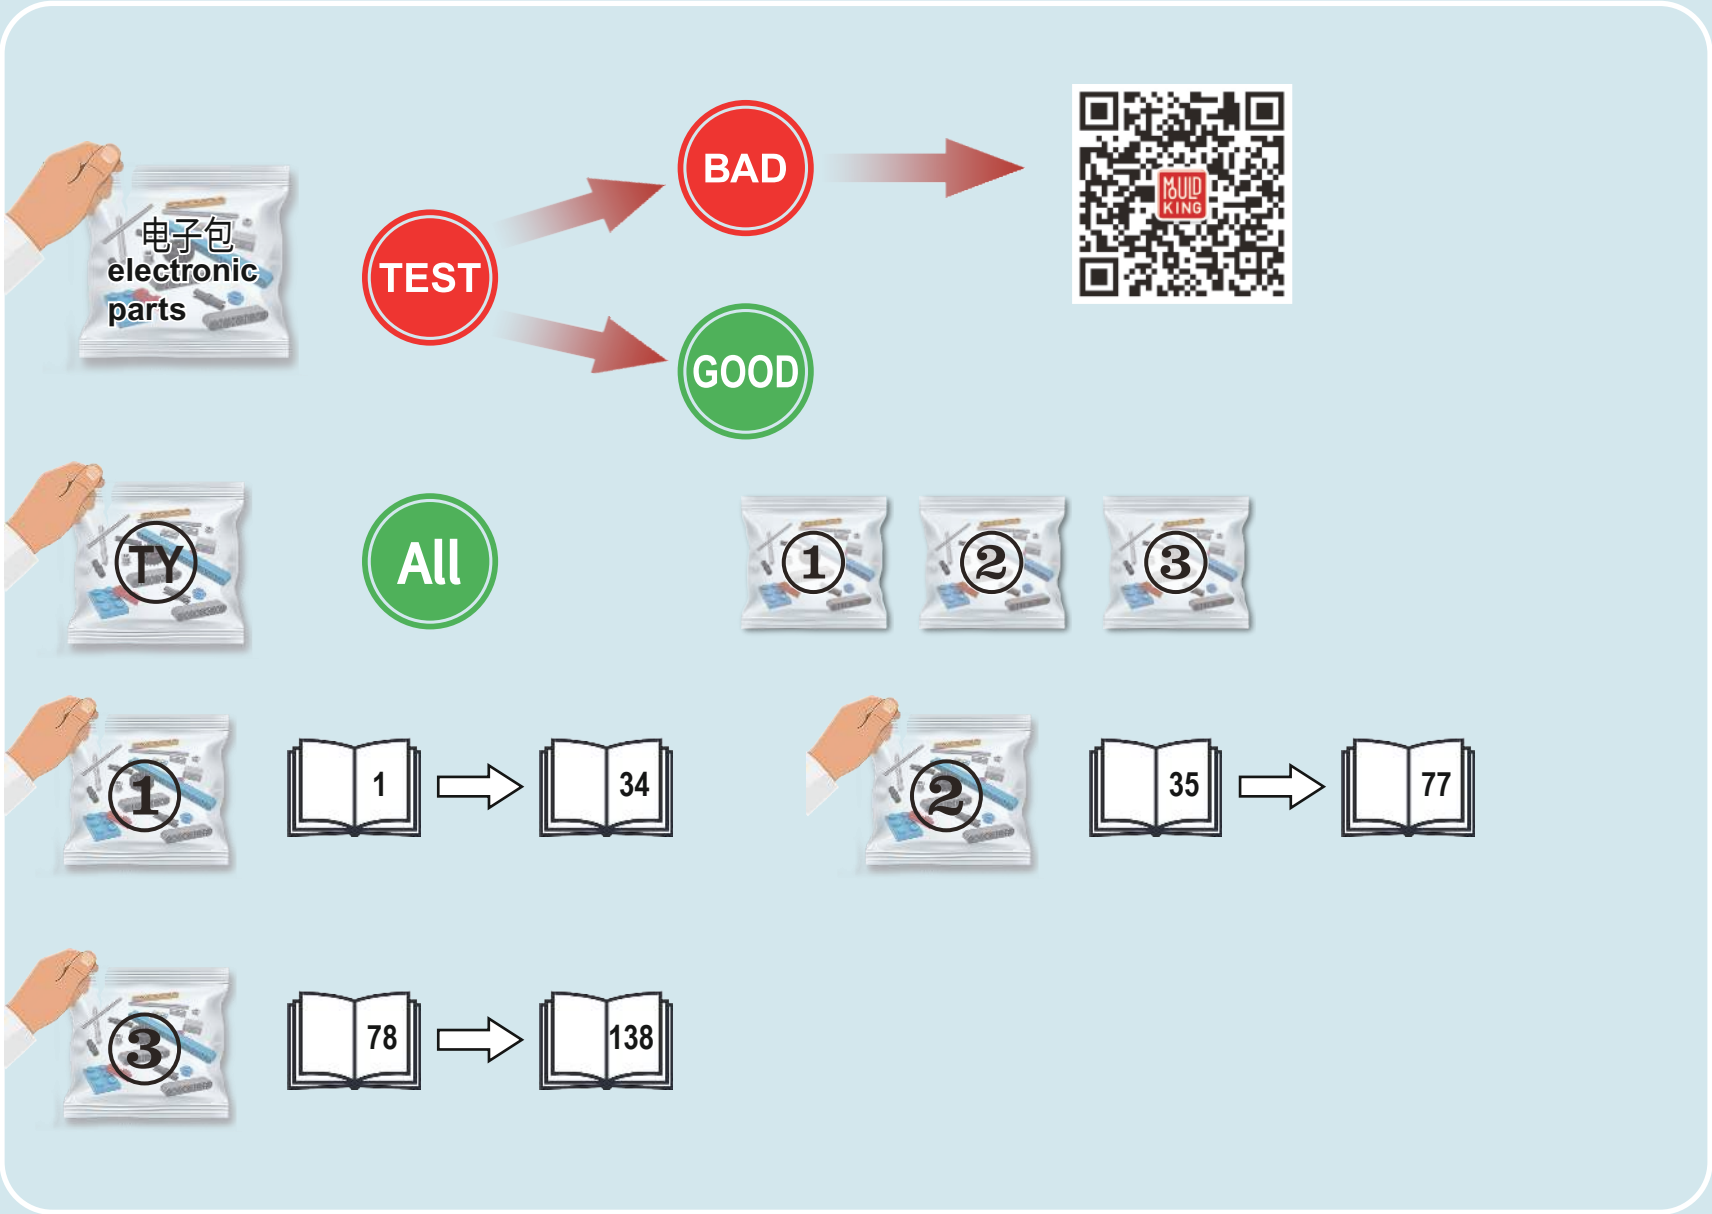 电子包
electronic
parts
TEST
BAD
GOOD
MOULD
KING
TY
All
1
2
3
1
1
34
2
35
77
3
78
138